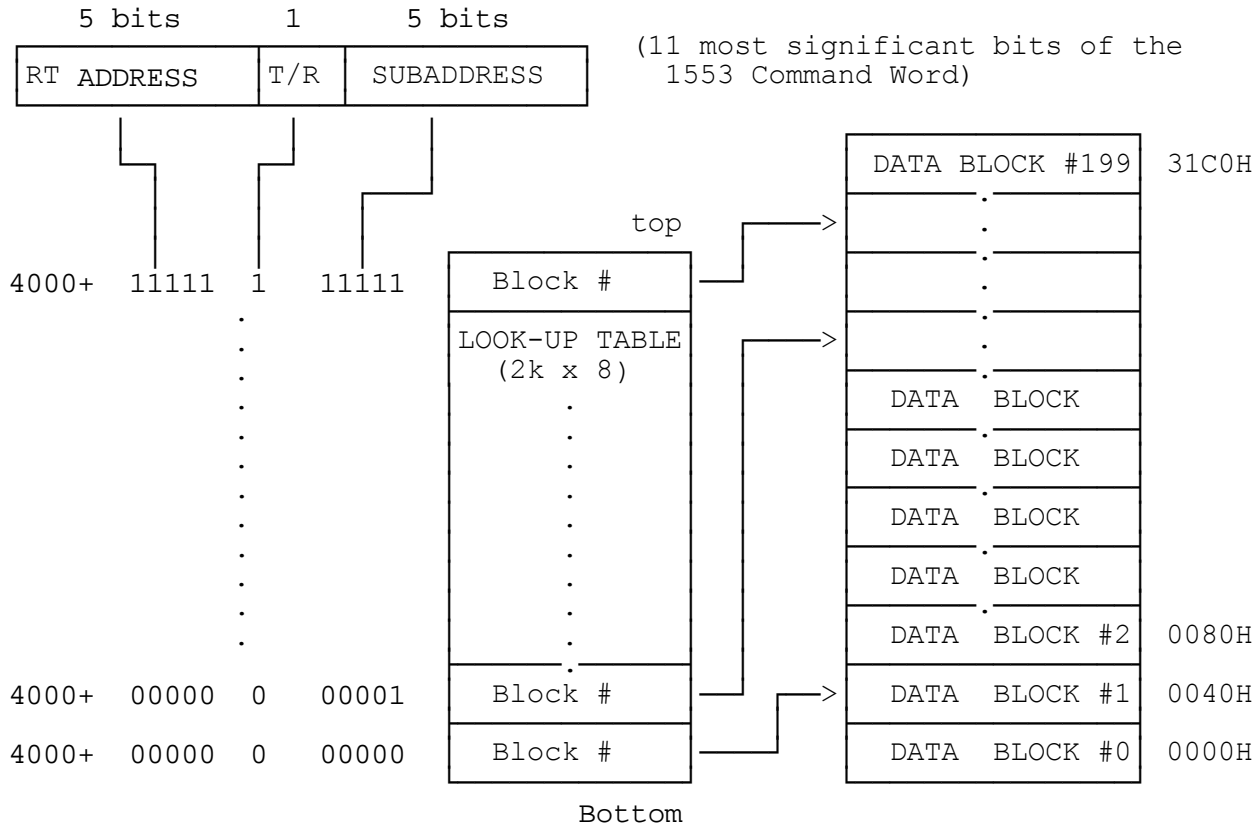 5 bits 1 5 bits
RT ADDRESS T/R SUBADDRESS
(11 most significant bits of the
1553 Command Word)
DATA BLOCK #199 31C0H
top
4000+ 11111 1 11111
Block #
LOOK-UP TABLE
(2k x 8)
DATA BLOCK
DATA BLOCK
DATA BLOCK
DATA BLOCK
DATA BLOCK #2 0080H
4000+ 00000 0 00001 Block # DATA BLOCK #1 0040H
4000+ 00000 0 00000 Block # DATA BLOCK #0 0000H
Bottom